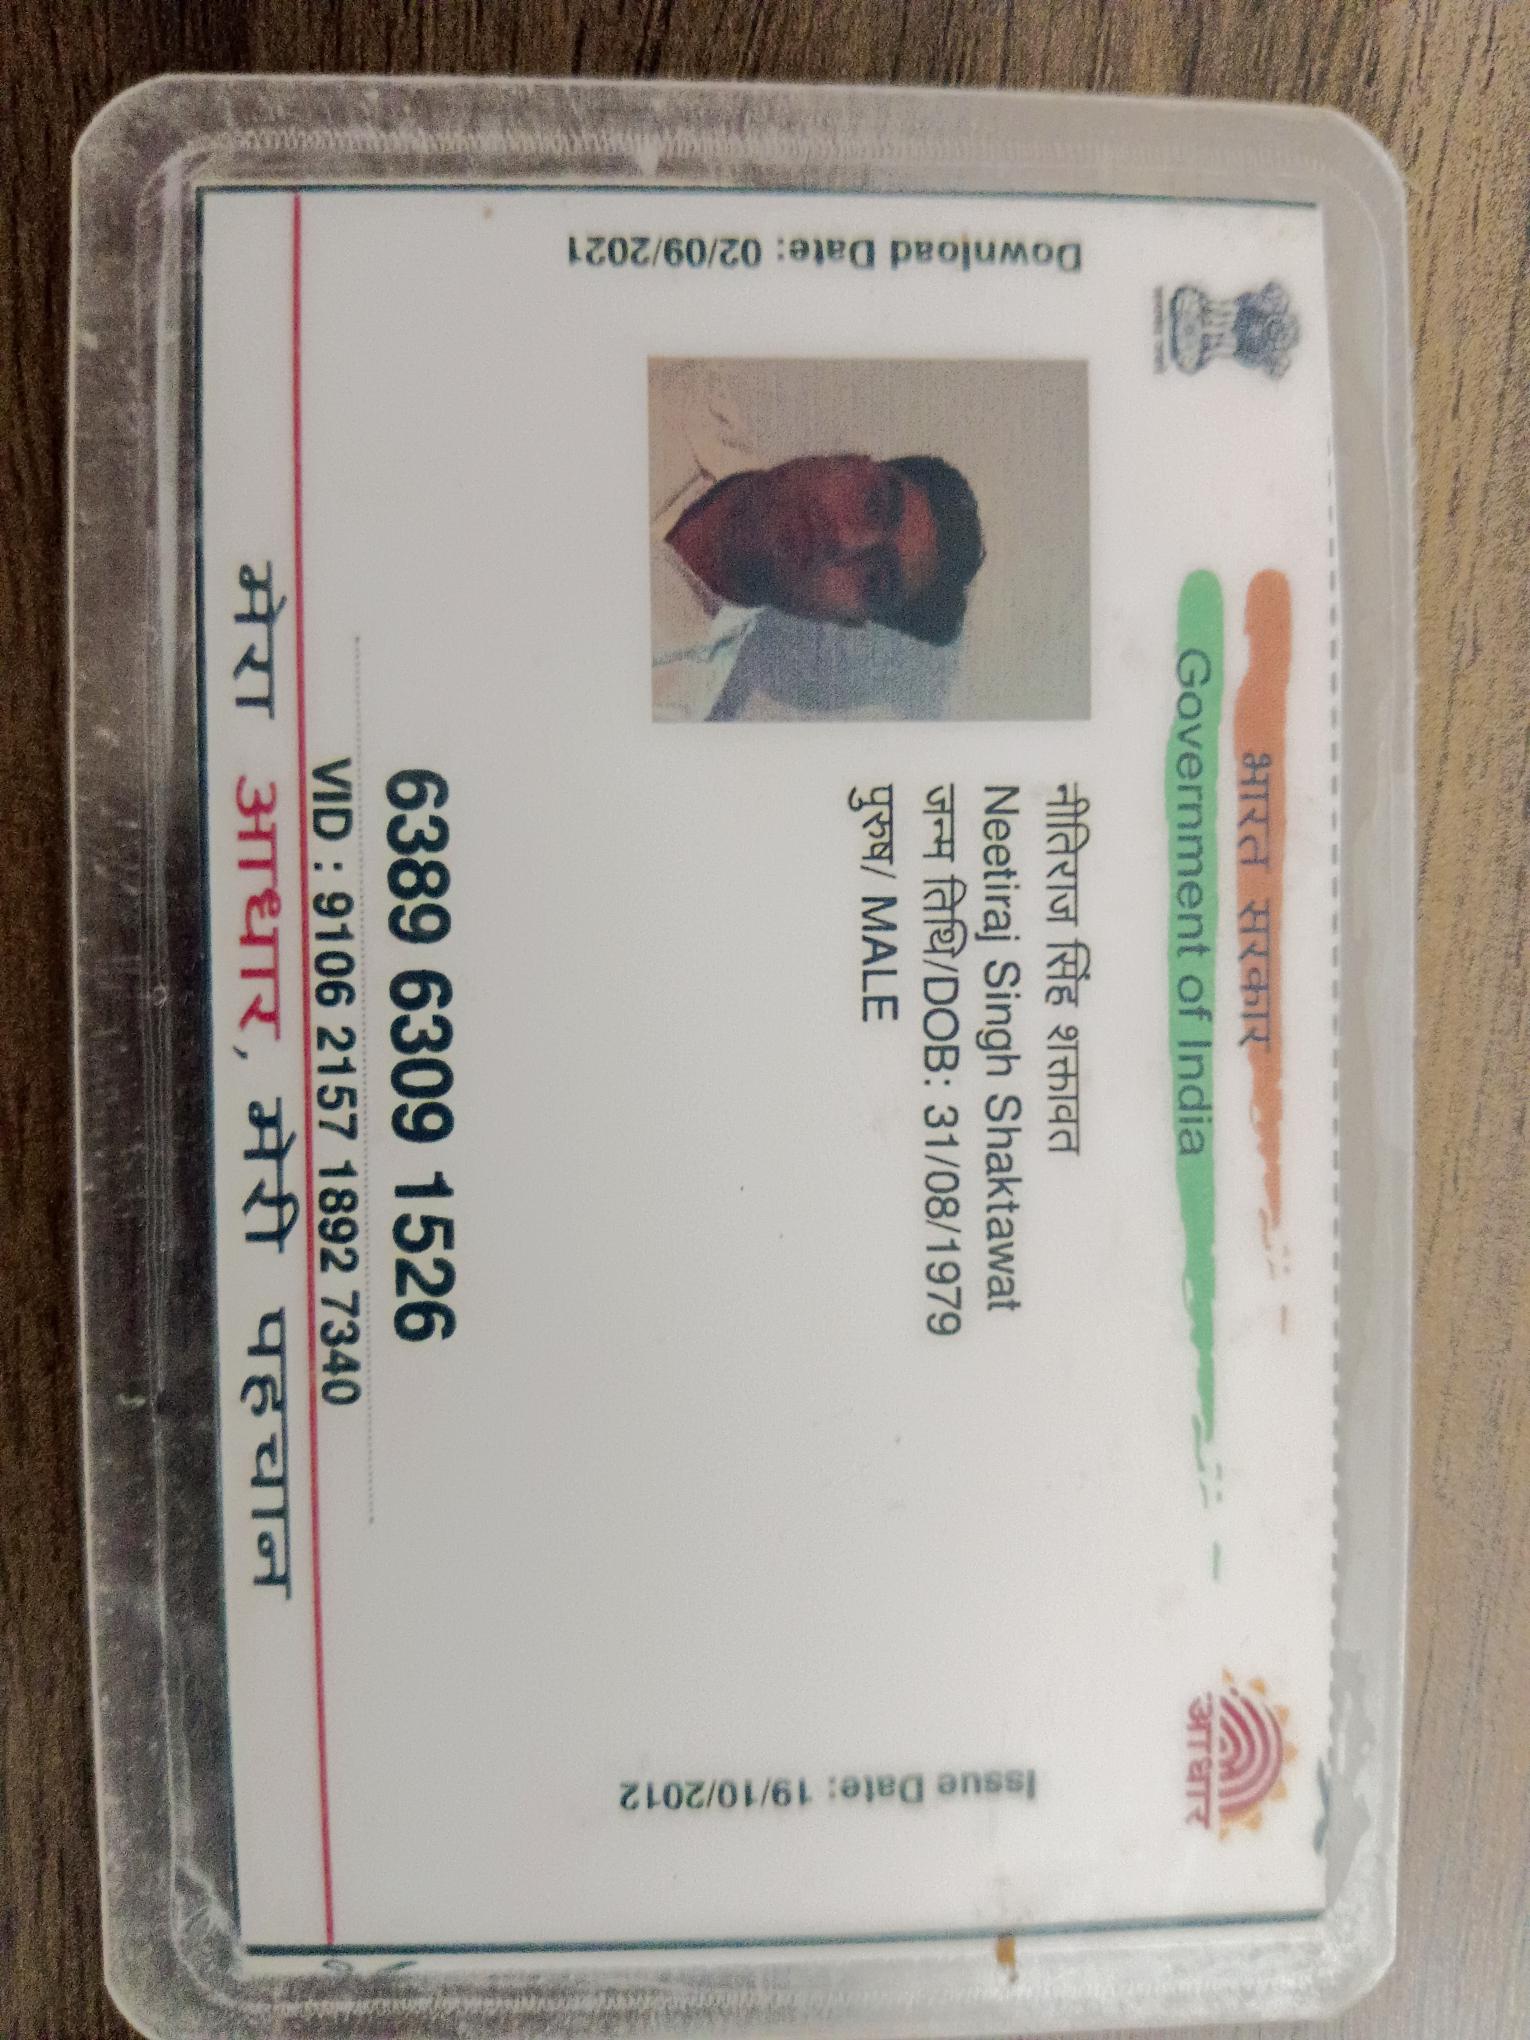 भारत सरकार
Government of India
आधार
Download Date: 02/09/2021
नीतिराज सिंह शक्तावत
Neetiraj Singh Shaktawat
जन्म तिथि/DOB: 31/08/1979
पुरुष/ MALE
Issue Date: 19/10/2012
6389 6309 1526
VID : 9106 2157 1892 7340
मेरा आधार, मेरी पहचान